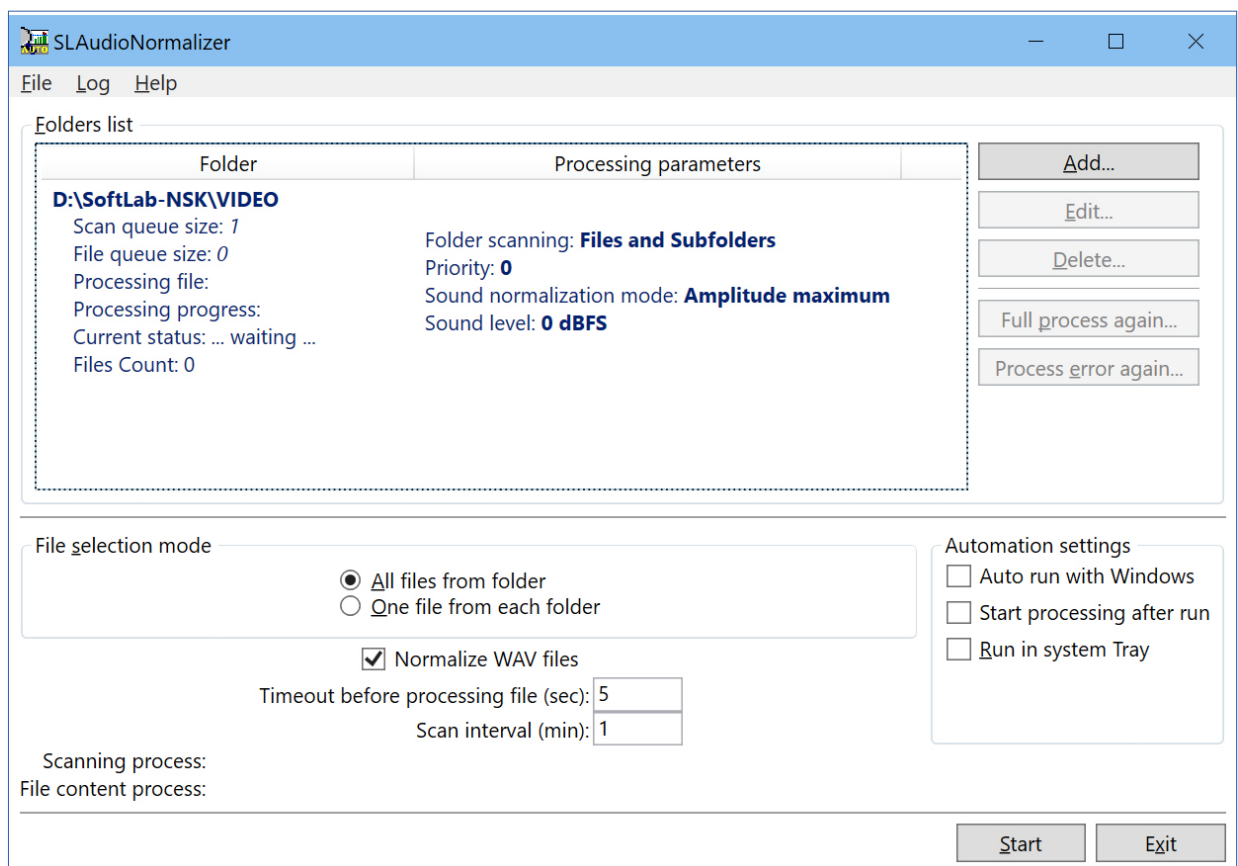 SLAudioNormalizer
File Log Help
Folders list
Folder Processing parameters
D:\SoftLab-NSK\VIDEO
Scan queue size: 1
File queue size: 0
Processing file:
Processing progress:
Current status: ... waiting ...
Files Count: 0
Folder scanning: Files and Subfolders
Priority: 0
Sound normalization mode: Amplitude maximum
Sound level: 0 dBFS
Add...
Edit...
Delete...
Full process again...
Process error again...
File selection mode
All files from folder
One file from each folder
Normalize WAV files
Timeout before processing file (sec): 5
Scan interval (min): 1
Automation settings
Auto run with Windows
Start processing after run
Run in system Tray
Scanning process:
File content process:
Start Exit